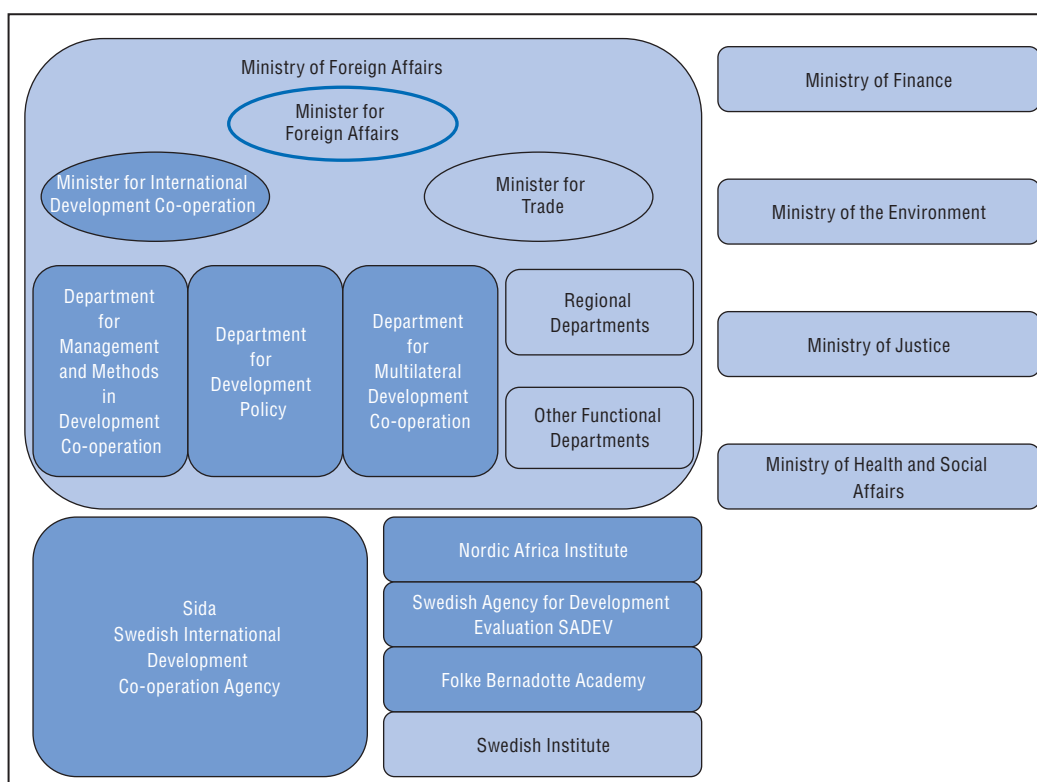 Ministry of Foreign Affairs
Minister for
Foreign Affairs
Minister for International
Development Co-operation
Minister for
Trade
Department
for
Management
and Methods
in
Development
Co-operation
Department
for
Development
Policy
Department
for
Multilateral
Development
Co-operation
Regional
Departments
Other Functional
Departments
Ministry of Finance
Ministry of the Environment
Ministry of Justice
Ministry of Health and Social
Affairs
Sida
Swedish International
Development
Co-operation Agency
Nordic Africa Institute
Swedish Agency for Development
Evaluation SADEV
Folke Bernadotte Academy
Swedish Institute